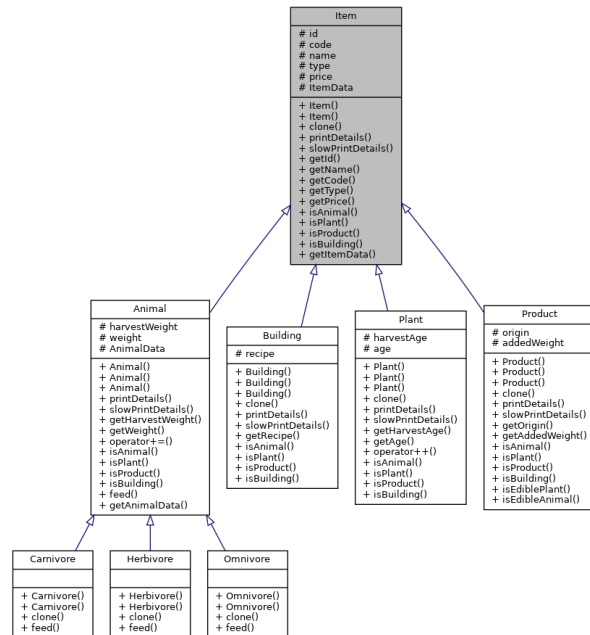 Item
# id
# code
# name
# type
# price
# ItemData
+ Item()
+ Item()
+ clone()
+ printDetails()
+ slowPrintDetails()
+ getId()
+ getName()
+ getCode()
+ getType()
+ getPrice()
+ isAnimal()
+ isPlant()
+ isProduct()
+ isBuilding()
+ getItemData()
Animal
# harvestWeight
# weight
# AnimalData
+ Animal()
+ Animal()
+ Animal()
+ printDetails()
+ slowPrintDetails()
+ getHarvestWeight()
+ getWeight()
+ operator+=()
+ isAnimal()
+ isPlant()
+ isProduct()
+ isBuilding()
+ feed()
+ getAnimalData()
Building
# recipe
+ Building()
+ Building()
+ Building()
+ clone()
+ printDetails()
+ slowPrintDetails()
+ getRecipe()
+ isAnimal()
+ isPlant()
+ isProduct()
+ isBuilding()
Plant
# harvestAge
# age
+ Plant()
+ Plant()
+ Plant()
+ clone()
+ printDetails()
+ slowPrintDetails()
+ getHarvestAge()
+ getAge()
+ operator++()
+ isAnimal()
+ isPlant()
+ isProduct()
+ isBuilding()
Product
# origin
# addedWeight
+ Product()
+ Product()
+ Product()
+ clone()
+ printDetails()
+ slowPrintDetails()
+ getOrigin()
+ getAddedWeight()
+ isAnimal()
+ isPlant()
+ isProduct()
+ isBuilding()
+ isEdiblePlant()
+ isEdibleAnimal()
Carnivore
+ Carnivore()
+ Carnivore()
+ clone()
+ feed()
Herbivore
+ Herbivore()
+ Herbivore()
+ clone()
+ feed()
Omnivore
+ Omnivore()
+ Omnivore()
+ clone()
+ feed()